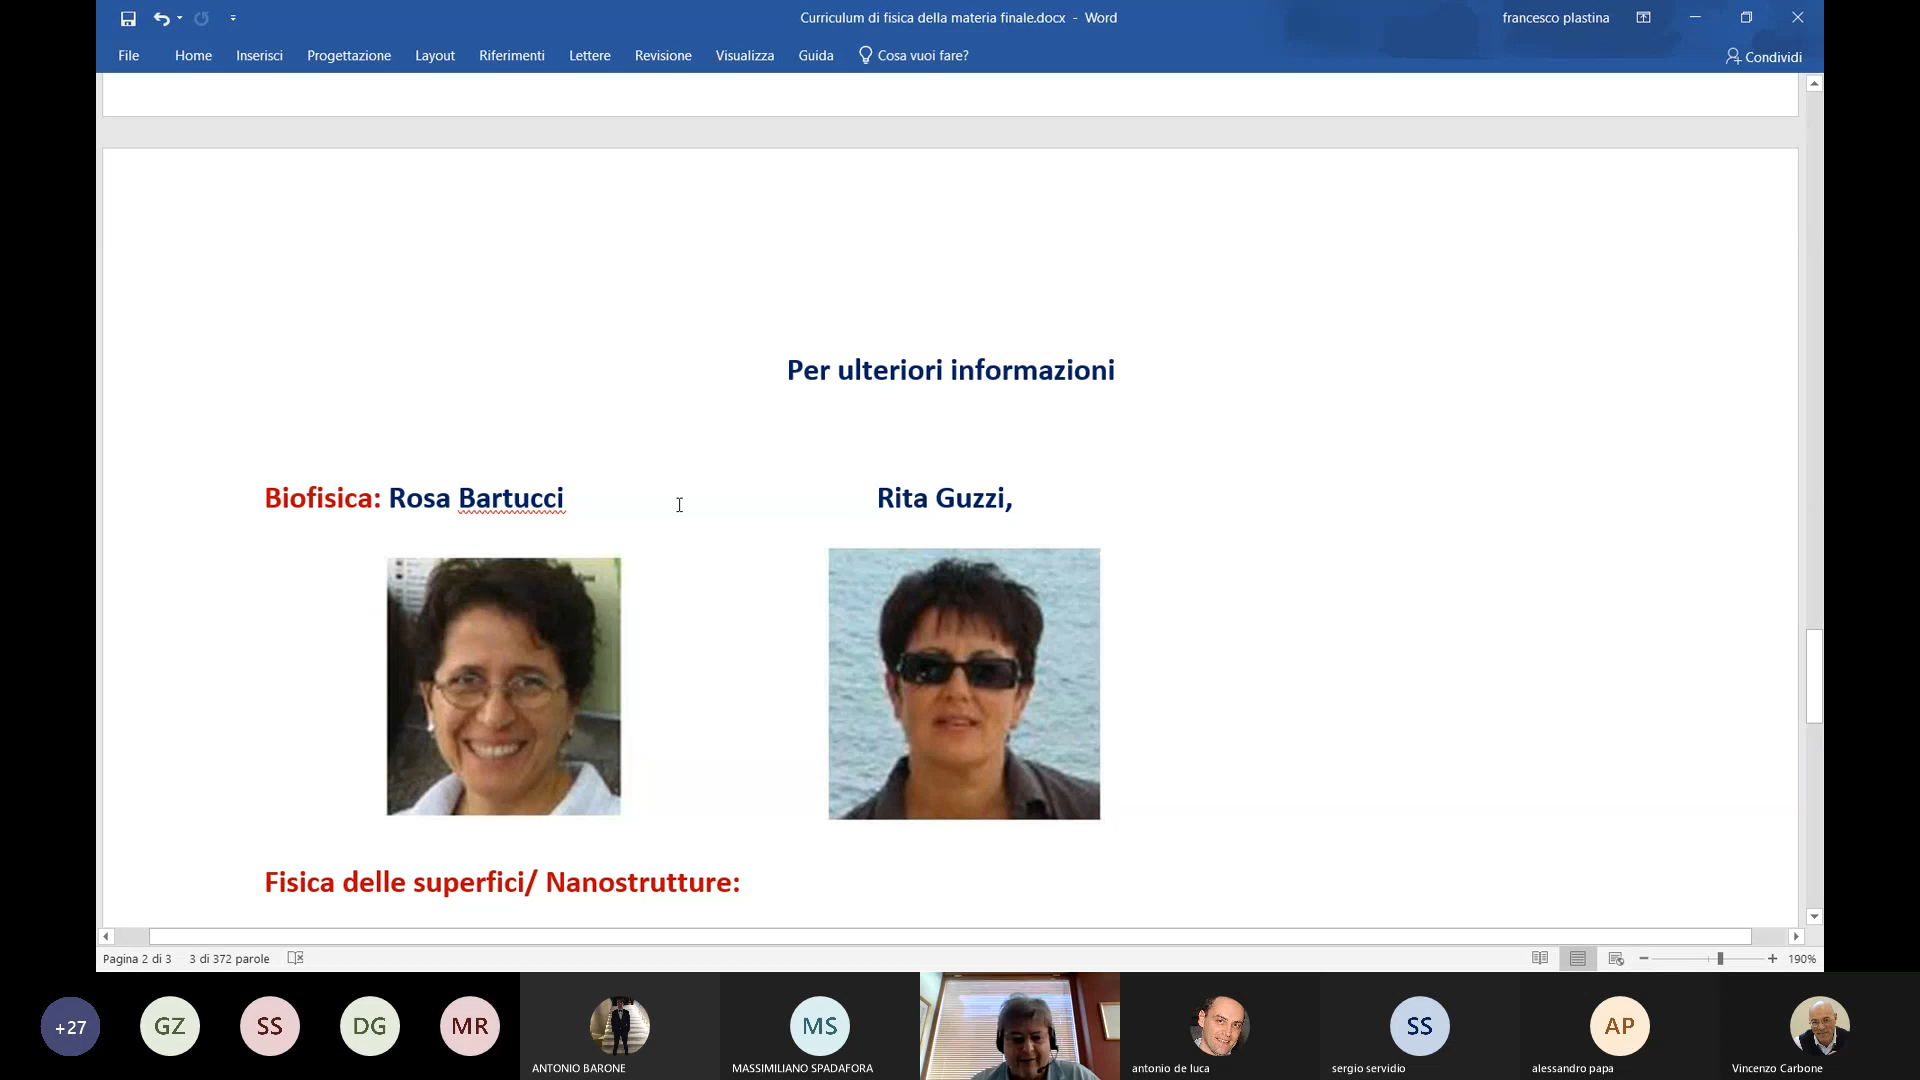 Curriculum di fisica della materia finale.docx - Word
francesco plastina
File Home Inserisci Progettazione Layout Riferimenti Lettere Revisione Visualizza Guida Cosa vuoi fare?
Condividi
Per ulteriori informazioni
Biofisica: Rosa Bartucci Rita Guzzi,
Fisica delle superfici/ Nanostrutture:
Pagina 2 di 3 3 di 372 parole
190%
+27 GZ SS DG MR MS SS AP
ANTONIO BARONE MASSIMILIANO SPADAFORA antonio de luca sergio servidio alessandro papa Vincenzo Carbone